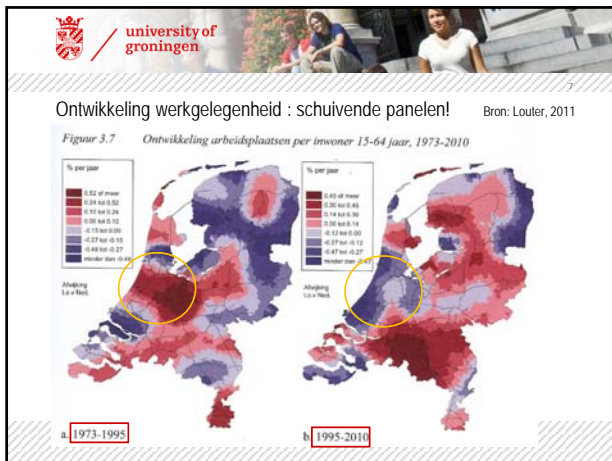 university of
groningen
7
Ontwikkeling werkgelegenheid : schuivende panelen!
Bron: Louter, 2011
Figuur 3.7 Ontwikkeling arbeidsplaatsen per inwoner 15-64 jaar, 1973-2010
% per jaar
0.52 of meer
0.24 tot 0.52
0.10 tot 0.24
0.00 tot 0.10
-0.15 tot 0.00
-0.27 tot -0.15
-0.48 tot -0.27
minder dan
Afwijking
t.o.v Ned.
a. 1973-1995
% per jaar
0.45 of meer
0.30 tot 0.45
0.14 tot 0.30
0.00 tot 0.14
-0.12 tot 0.00
-0.27 tot -0.12
-0.47 tot -0.27
minder dan
Afwijking
t.o.v Ned.
b. 1995-2010